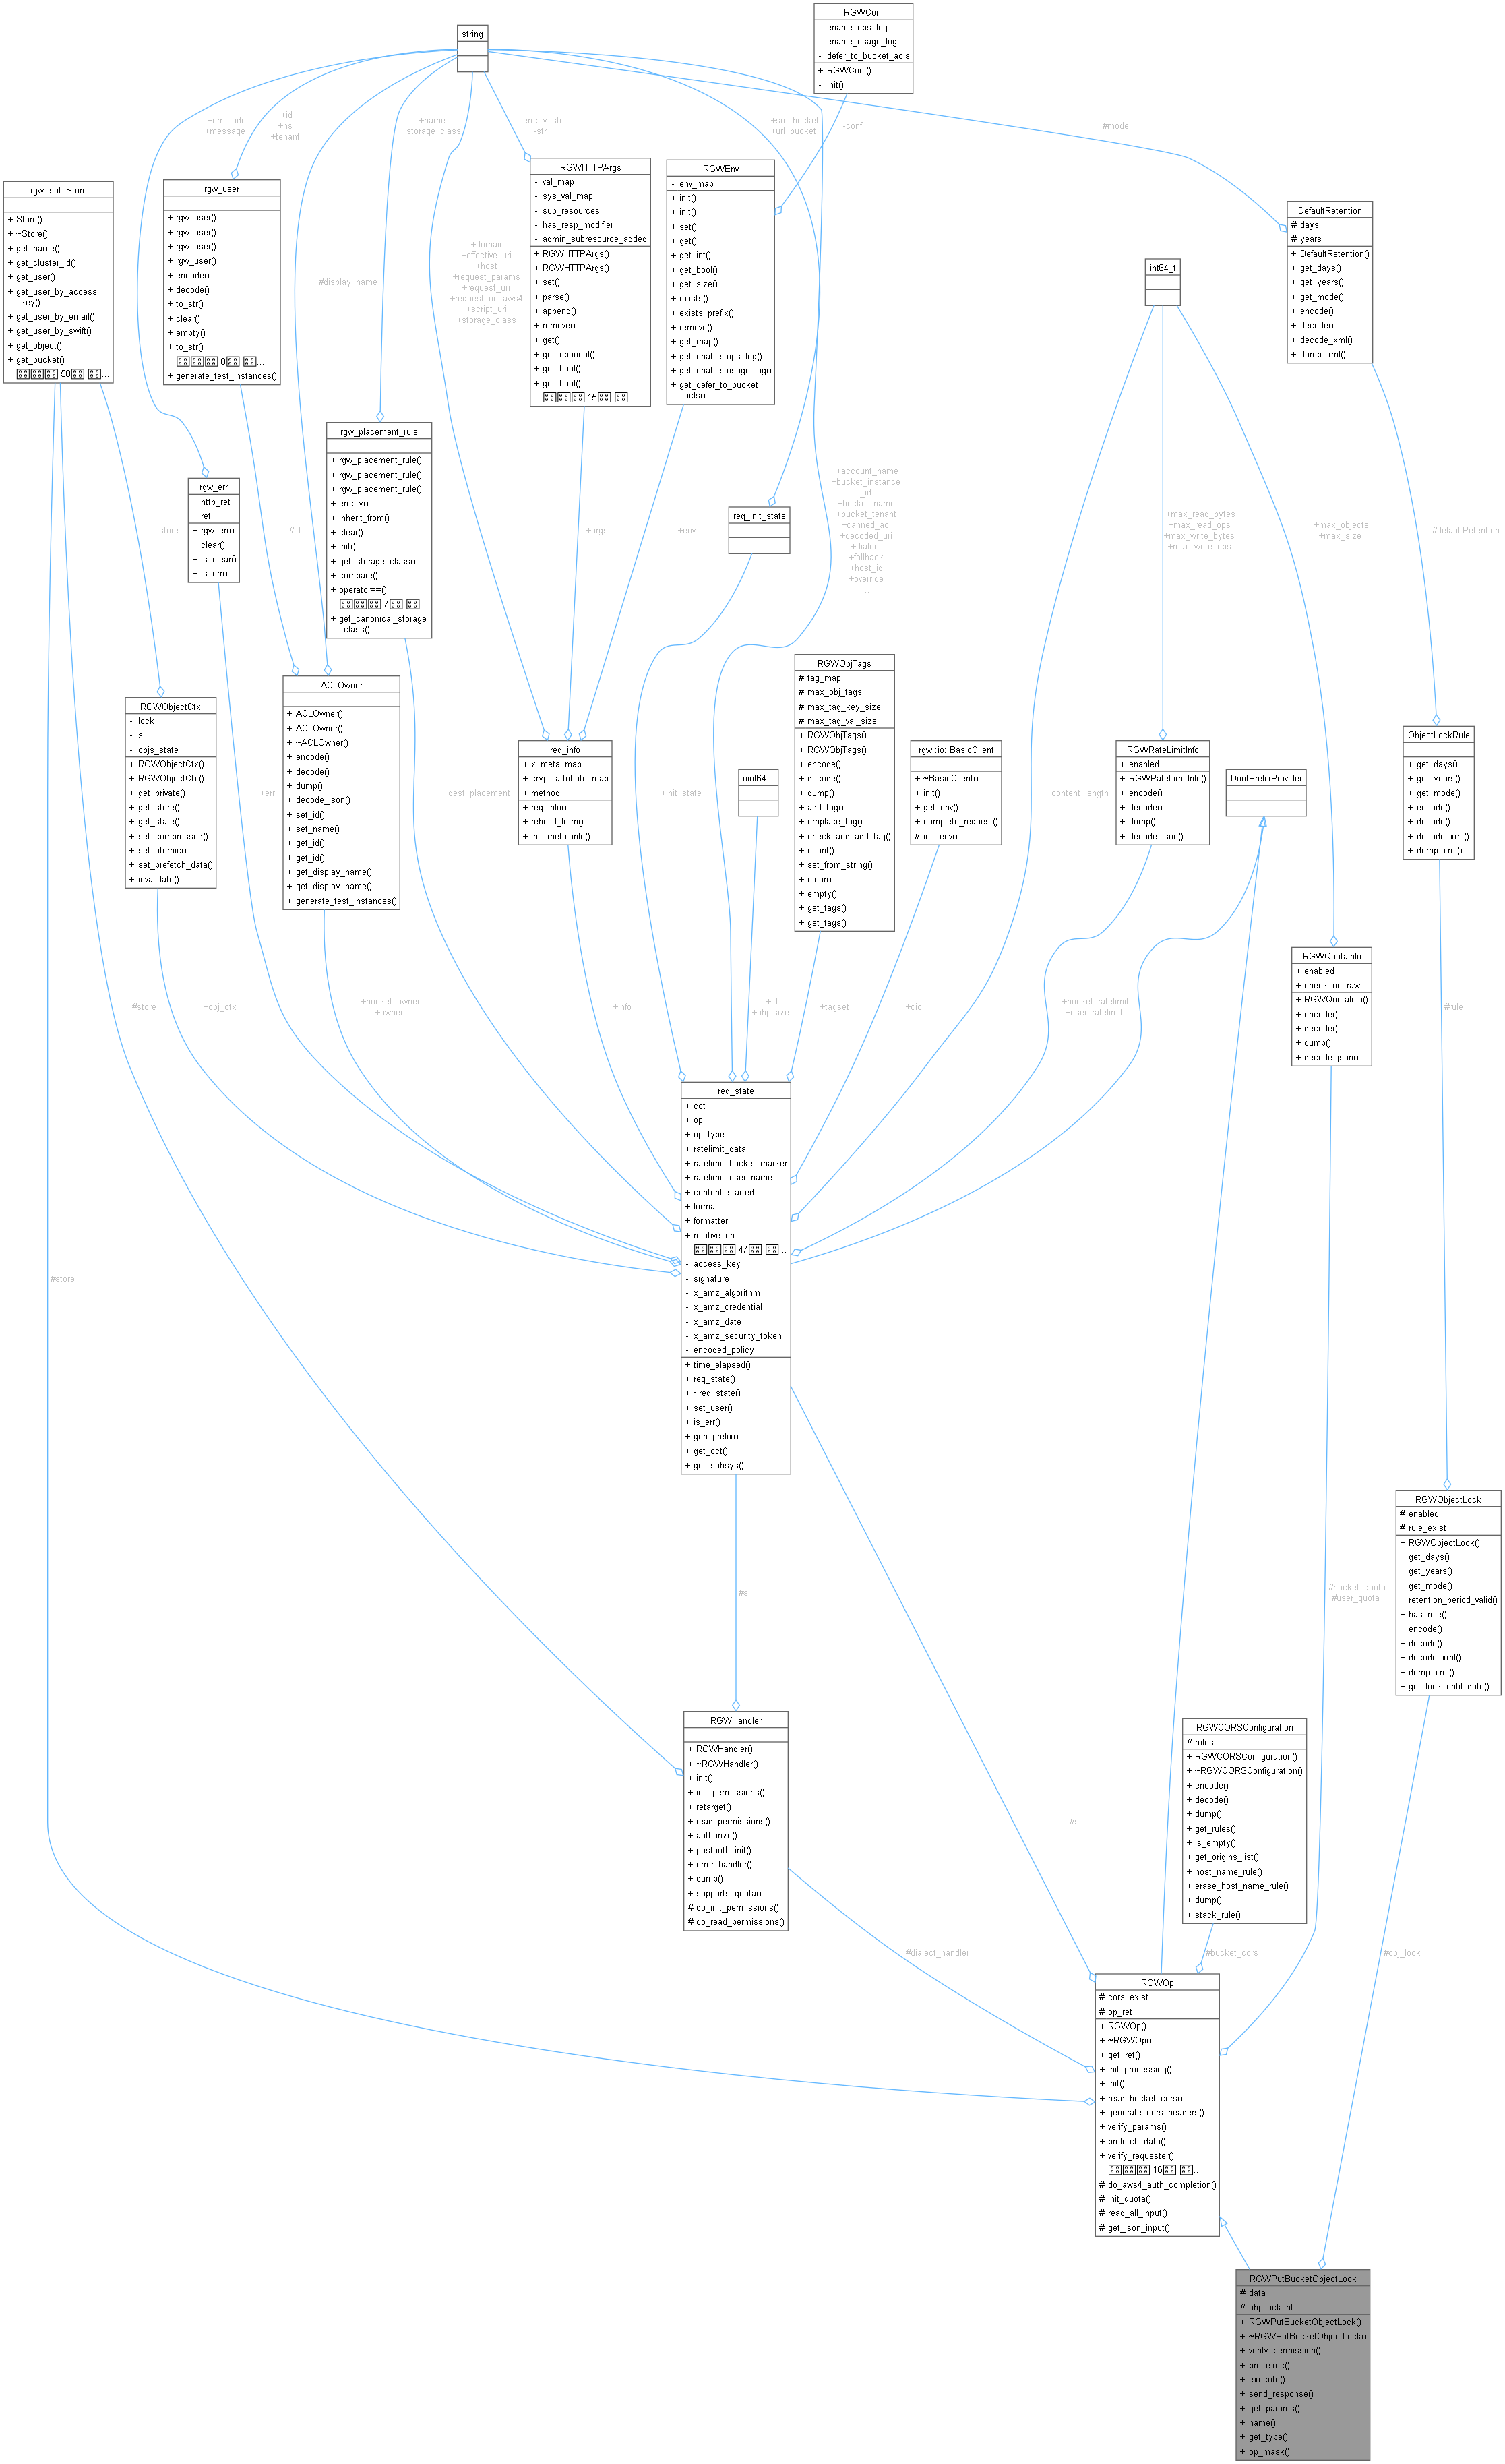 RGWConf
- enable_ops_log
- enable_usage_log
- defer_to_bucket_acls
+ RGWConf()
- init()
string
+err_code
+message
+id
+ns
+tenant
+name
+storage_class
-empty_str
-str
+src_bucket
+url_bucket
-conf
#mode
rgw::sal::Store
+ Store()
+ ~Store()
+ get_name()
+ get_cluster_id()
+ get_user()
+ get_user_by_access
_key()
+ get_user_by_email()
+ get_user_by_swift()
+ get_object()
+ get_bucket()
50
rgw_user
+ rgw_user()
+ rgw_user()
+ rgw_user()
+ rgw_user()
+ encode()
+ decode()
+ to_str()
+ clear()
+ empty()
+ to_str()
8
+ generate_test_instances()
#display_name
+domain
+effective_uri
+host
+request_params
+request_uri
+request_uri_aws4
+script_uri
+storage_class
RGWHTTPArgs
- val_map
- sys_val_map
- sub_resources
- has_resp_modifier
- admin_subresource_added
+ RGWHTTPArgs()
+ RGWHTTPArgs()
+ set()
+ parse()
+ append()
+ remove()
+ get()
+ get_optional()
+ get_bool()
+ get_bool()
15
RGWEnv
- env_map
+ init()
+ init()
+ set()
+ get()
+ get_int()
+ get_bool()
+ get_size()
+ exists()
+ exists_prefix()
+ remove()
+ get_map()
+ get_enable_ops_log()
+ get_enable_usage_log()
+ get_defer_to_bucket
_acls()
DefaultRetention
# days
# years
+ DefaultRetention()
+ get_days()
+ get_years()
+ get_mode()
+ encode()
+ decode()
+ decode_xml()
+ dump_xml()
int64_t
rgw_placement_rule
+ rgw_placement_rule()
+ rgw_placement_rule()
+ rgw_placement_rule()
+ empty()
+ inherit_from()
+ clear()
+ init()
+ get_storage_class()
+ compare()
+ operator==()
7
+ get_canonical_storage
_class()
rgw_err
+ http_ret
+ ret
+ rgw_err()
+ clear()
+ is_clear()
+ is_err()
-store
#id
+args
+env
req_init_state
+account_name
+bucket_instance
_id
+bucket_name
+bucket_tenant
+canned_acl
+decoded_uri
+dialect
+fallback
+host_id
+override
...
+max_read_bytes
+max_read_ops
+max_write_bytes
+max_write_ops
+max_objects
+max_size
#defaultRetention
RGWObjectCtx
- lock
- s
- objs_state
+ RGWObjectCtx()
+ RGWObjectCtx()
+ get_private()
+ get_store()
+ get_state()
+ set_compressed()
+ set_atomic()
+ set_prefetch_data()
+ invalidate()
ACLOwner
+ ACLOwner()
+ ACLOwner()
+ ~ACLOwner()
+ encode()
+ decode()
+ dump()
+ decode_json()
+ set_id()
+ set_name()
+ get_id()
+ get_id()
+ get_display_name()
+ get_display_name()
+ generate_test_instances()
req_info
+ x_meta_map
+ crypt_attribute_map
+ method
+ req_info()
+ rebuild_from()
+ init_meta_info()
uint64_t
RGWObjTags
# tag_map
# max_obj_tags
# max_tag_key_size
# max_tag_val_size
+ RGWObjTags()
+ RGWObjTags()
+ encode()
+ decode()
+ dump()
+ add_tag()
+ emplace_tag()
+ check_and_add_tag()
+ count()
+ set_from_string()
+ clear()
+ empty()
+ get_tags()
+ get_tags()
rgw::io::BasicClient
+ ~BasicClient()
+ init()
+ get_env()
+ complete_request()
# init_env()
RGWRateLimitInfo
+ enabled
+ RGWRateLimitInfo()
+ encode()
+ decode()
+ dump()
+ decode_json()
DoutPrefixProvider
ObjectLockRule
+ get_days()
+ get_years()
+ get_mode()
+ encode()
+ decode()
+ decode_xml()
+ dump_xml()
+err
+dest_placement
+init_state
+content_length
RGWQuotaInfo
+ enabled
+ check_on_raw
+ RGWQuotaInfo()
+ encode()
+ decode()
+ dump()
+ decode_json()
#store
+obj_ctx
+bucket_owner
+owner
+info
+id
+obj_size
+tagset
+cio
+bucket_ratelimit
+user_ratelimit
#rule
req_state
+ cct
+ op
+ op_type
+ ratelimit_data
+ ratelimit_bucket_marker
+ ratelimit_user_name
+ content_started
+ format
+ formatter
+ relative_uri
47
- access_key
- signature
- x_amz_algorithm
- x_amz_credential
- x_amz_date
- x_amz_security_token
- encoded_policy
+ time_elapsed()
+ req_state()
+ ~req_state()
+ set_user()
+ is_err()
+ gen_prefix()
+ get_cct()
+ get_subsys()
#store
RGWObjectLock
# enabled
# rule_exist
+ RGWObjectLock()
+ get_days()
+ get_years()
+ get_mode()
+ retention_period_valid()
+ has_rule()
+ encode()
+ decode()
+ decode_xml()
+ dump_xml()
+ get_lock_until_date()
#s
#bucket_quota
#user_quota
RGWHandler
+ RGWHandler()
+ ~RGWHandler()
+ init()
+ init_permissions()
+ retarget()
+ read_permissions()
+ authorize()
+ postauth_init()
+ error_handler()
+ dump()
+ supports_quota()
# do_init_permissions()
# do_read_permissions()
#s
RGWCORSConfiguration
# rules
+ RGWCORSConfiguration()
+ ~RGWCORSConfiguration()
+ encode()
+ decode()
+ dump()
+ get_rules()
+ is_empty()
+ get_origins_list()
+ host_name_rule()
+ erase_host_name_rule()
+ dump()
+ stack_rule()
#dialect_handler
#bucket_cors
#obj_lock
RGWOp
# cors_exist
# op_ret
+ RGWOp()
+ ~RGWOp()
+ get_ret()
+ init_processing()
+ init()
+ read_bucket_cors()
+ generate_cors_headers()
+ verify_params()
+ prefetch_data()
+ verify_requester()
16
# do_aws4_auth_completion()
# init_quota()
# read_all_input()
# get_json_input()
RGWPutBucketObjectLock
# data
# obj_lock_bl
+ RGWPutBucketObjectLock()
+ ~RGWPutBucketObjectLock()
+ verify_permission()
+ pre_exec()
+ execute()
+ send_response()
+ get_params()
+ name()
+ get_type()
+ op_mask()